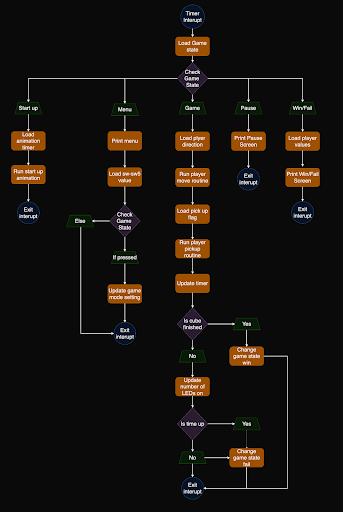 Timer
Interupt
Load Game
state
Check
Game
State
Start up
Menu
Game
Pause
Win/Fail
Load
animation
timer
Print menu
Load plyer
direction
Print Pause
Screen
Load player
values
Run start up
animation
Load sw-sw5
value
Run player
move routine
Exit
interupt
Print Win/Fail
Screen
Exit
interupt
Else
Check
Game
State
Load pick up
flag
Exit
interupt
If pressed
Run player
pickup
routine
Update game
mode setting
Update timer
Exit
interupt
Is cube
finished
Yes
No
Change
game state
win
Update
number of
LEDs on
Is time up
Yes
No
Change
game state
fail
Exit
interupt